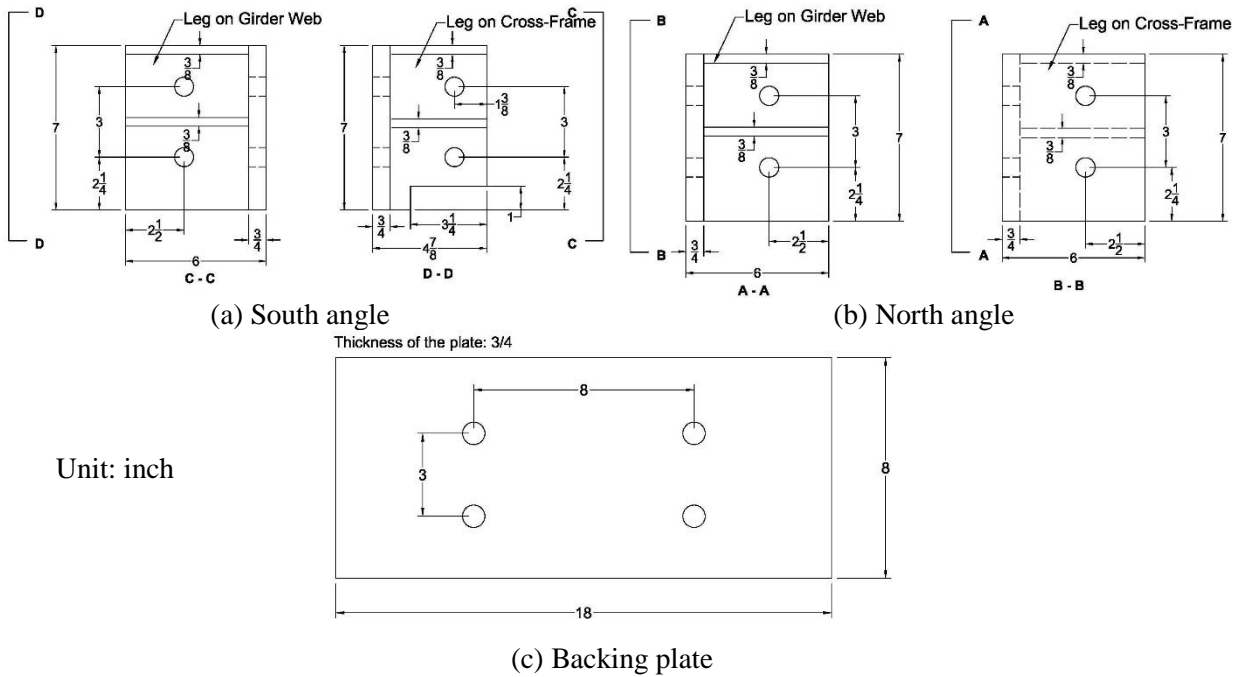 D
Leg on Girder Web
D
Leg on Cross-Frame
C
B
Leg on Girder Web
A
Leg on Cross-Frame
7
3
2 1/4
3/8
3/8
2 1/2
3/4
6
C - C
D
7
3/8
3/8
1 3/8
3
2 1/4
1
3/4
3 1/4
4 7/8
D - D
C
3/8
3/8
3
7
2 1/4
3/4
2 1/2
6
A - A
B
3/8
3/8
3
7
2 1/4
3/4
2 1/2
6
B - B
A
(a) South angle
(b) North angle
Thickness of the plate: 3/4
8
3
8
Unit: inch
18
(c) Backing plate